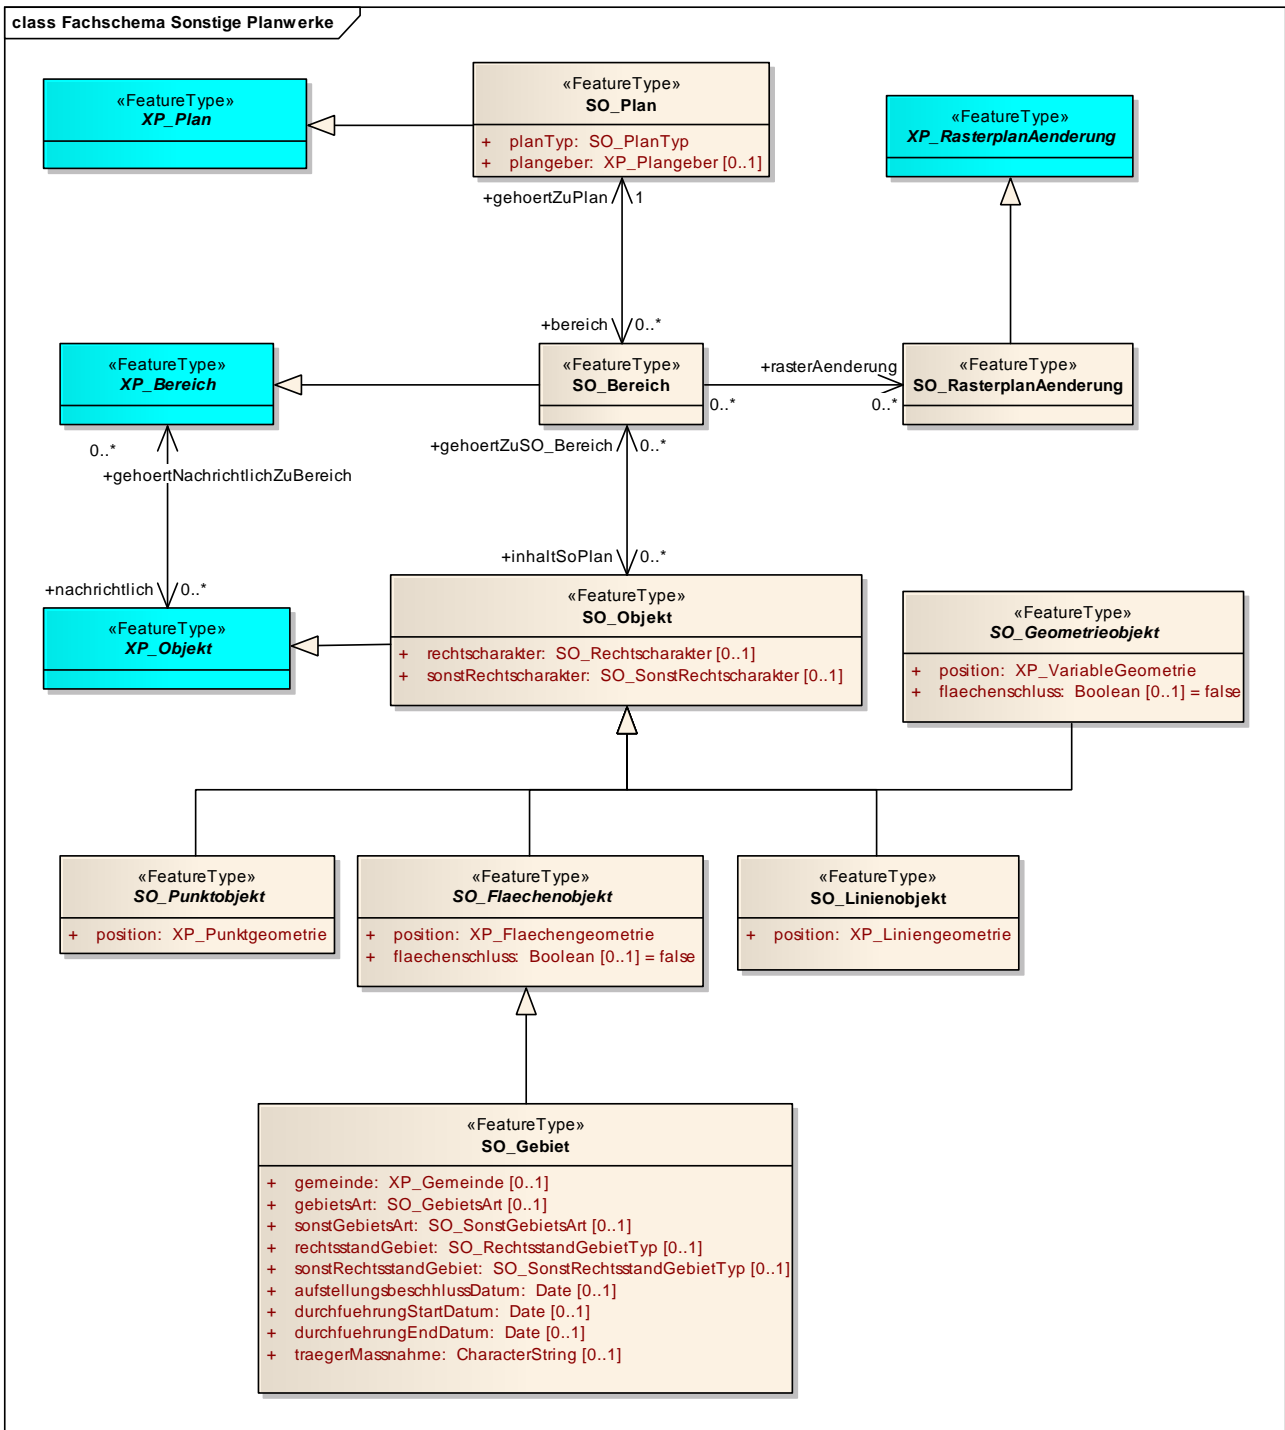 class Fachschema Sonstige Planwerke
«FeatureType»
XP_Plan
«FeatureType»
SO_Plan
+ planTyp: SO_PlanTyp
+ plangeber: XP_Plangeber [0..1]
«FeatureType»
XP_RasterplanAenderung
+gehoertZuPlan 1
+bereich 0..*
«FeatureType»
XP_Bereich
«FeatureType»
SO_Bereich
+rasterAenderung
0..* 0..*
«FeatureType»
SO_RasterplanAenderung
0..*
+gehoertNachrichtlichZuBereich
+gehoertZuSO_Bereich 0..*
+inhaltSoPlan 0..*
+nachrichtlich 0..*
«FeatureType»
XP_Objekt
«FeatureType»
SO_Objekt
+ rechtscharakter: SO_Rechtscharakter [0..1]
+ sonstRechtscharakter: SO_SonstRechtscharakter [0..1]
«FeatureType»
SO_Geometrieobjekt
+ position: XP_VariableGeometrie
+ flaechenschluss: Boolean [0..1] = false
«FeatureType»
SO_Punktobjekt
+ position: XP_Punktgeometrie
«FeatureType»
SO_Flaechenobjekt
+ position: XP_Flaechengeometrie
+ flaechenschluss: Boolean [0..1] = false
«FeatureType»
SO_Linienobjekt
+ position: XP_Liniengeometrie
«FeatureType»
SO_Gebiet
+ gemeinde: XP_Gemeinde [0..1]
+ gebietsArt: SO_GebietsArt [0..1]
+ sonstGebietsArt: SO_SonstGebietsArt [0..1]
+ rechtsstandGebiet: SO_RechtsstandGebietTyp [0..1]
+ sonstRechtsstandGebiet: SO_SonstRechtsstandGebietTyp [0..1]
+ aufstellungsbeschhlussDatum: Date [0..1]
+ durchfuehrungStartDatum: Date [0..1]
+ durchfuehrungEndDatum: Date [0..1]
+ traegerMassnahme: CharacterString [0..1]